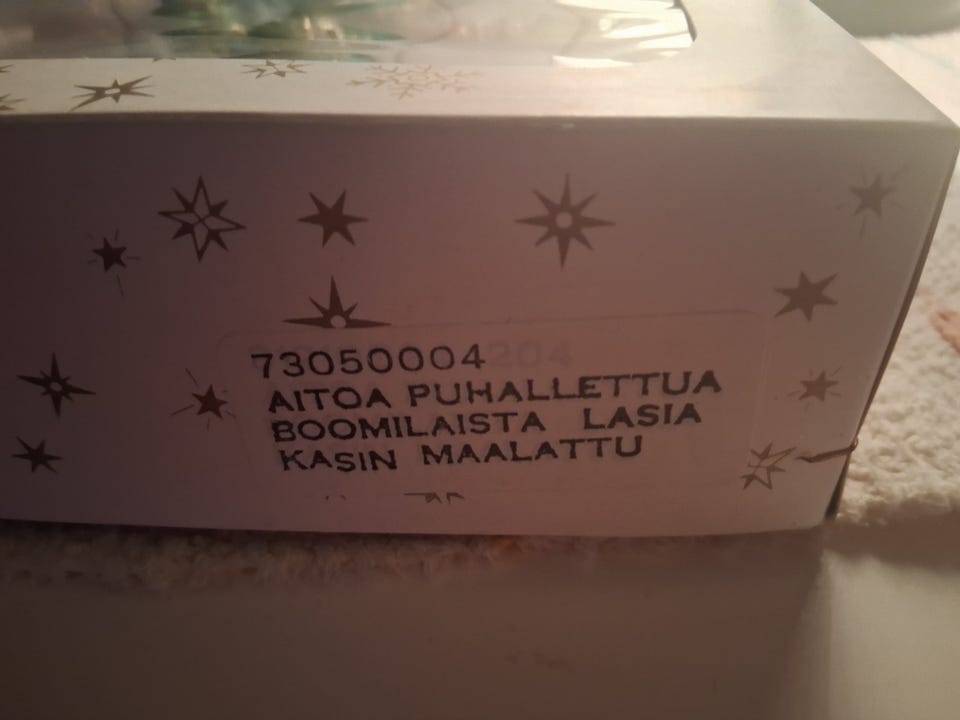 73050004
AITOA PUHALLETTUA
BOOMILAISTA LASIA
KASIN MAALATTU